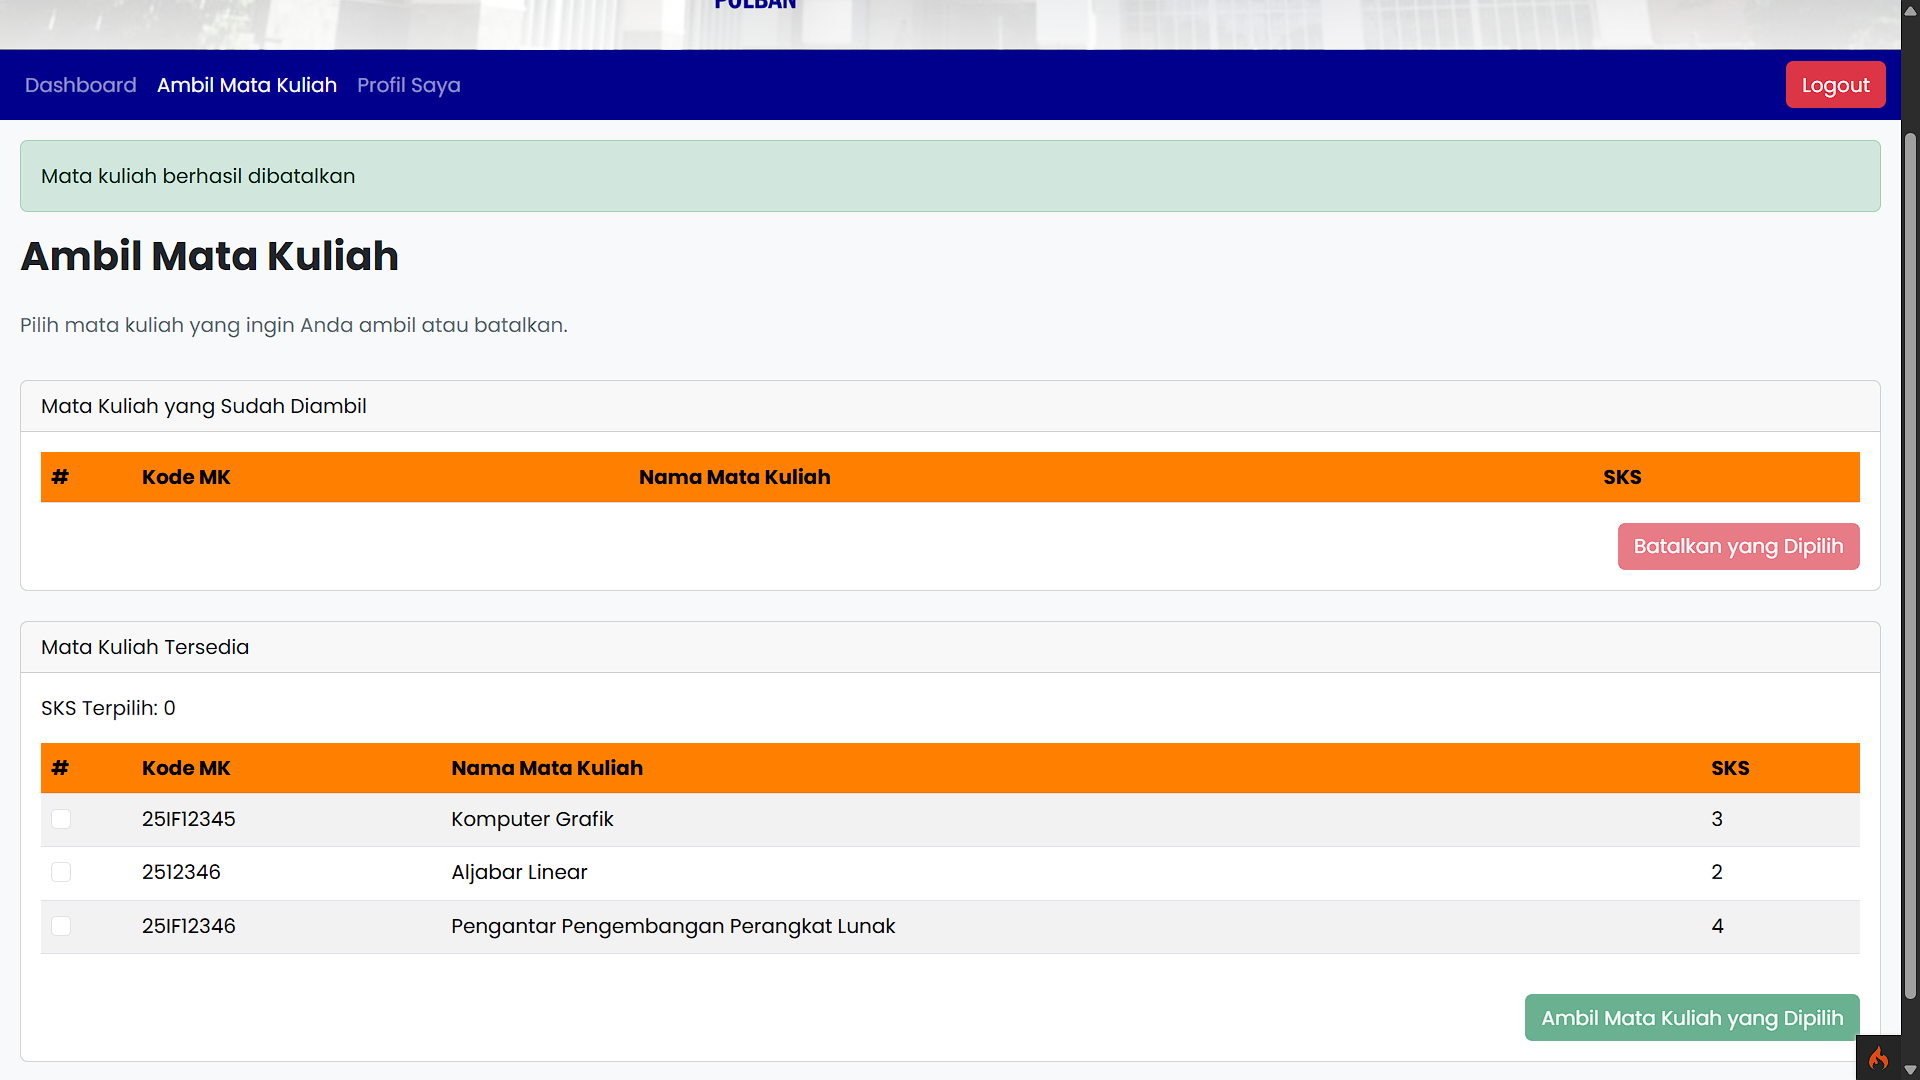 POLBAN
Dashboard Ambil Mata Kuliah Profil Saya Logout
Mata kuliah berhasil dibatalkan
Ambil Mata Kuliah
Pilih mata kuliah yang ingin Anda ambil atau batalkan.
Mata Kuliah yang Sudah Diambil
# Kode MK Nama Mata Kuliah SKS
Batalkan yang Dipilih
Mata Kuliah Tersedia
SKS Terpilih: 0
# Kode MK Nama Mata Kuliah SKS
25IF12345 Komputer Grafik 3
2512346 Aljabar Linear 2
25IF12346 Pengantar Pengembangan Perangkat Lunak 4
Ambil Mata Kuliah yang Dipilih